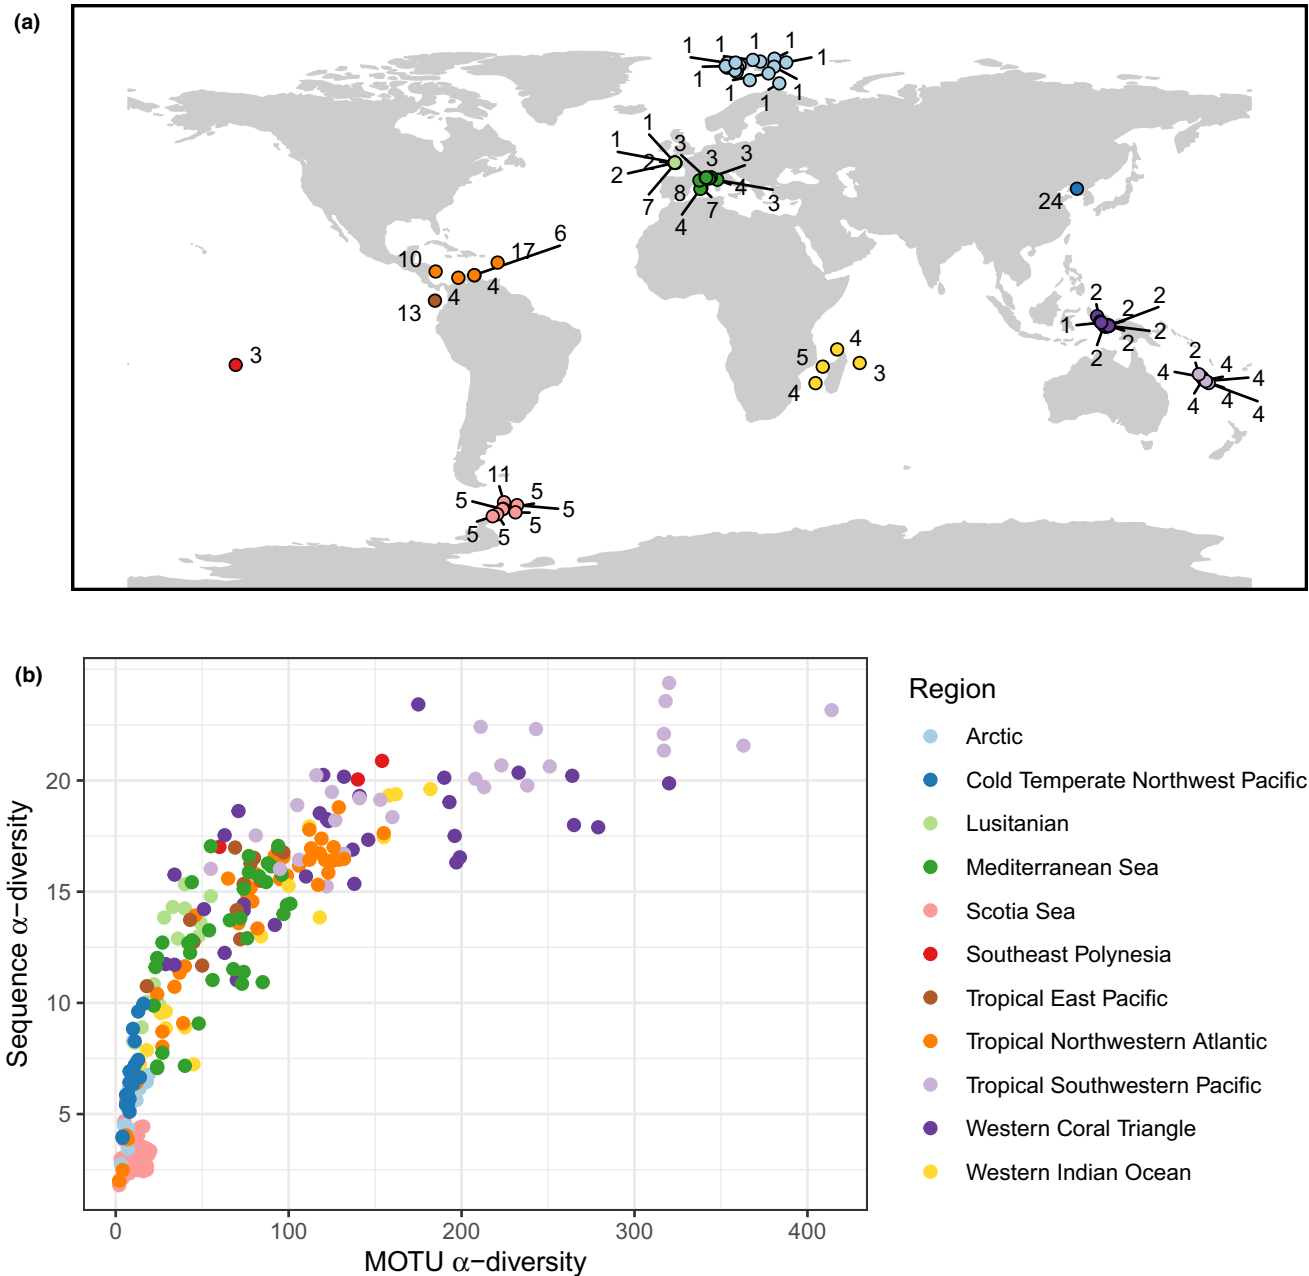 (a)
1 1 1 1 1
1 1 1 1
1 1 2 3 3 3
2 7 8 4 7 4 3
24
10 17 6
4 4
13
3
5 4 3
4
2 2 2
1 2 2 2
2 4 4
4 4 4 4
11
5 5 5
5 5 5
(b)
Sequence α−diversity
20
15
10
5
0 100 200 300 400
MOTU α−diversity
Region
Arctic
Cold Temperate Northwest Pacific
Lusitanian
Mediterranean Sea
Scotia Sea
Southeast Polynesia
Tropical East Pacific
Tropical Northwestern Atlantic
Tropical Southwestern Pacific
Western Coral Triangle
Western Indian Ocean